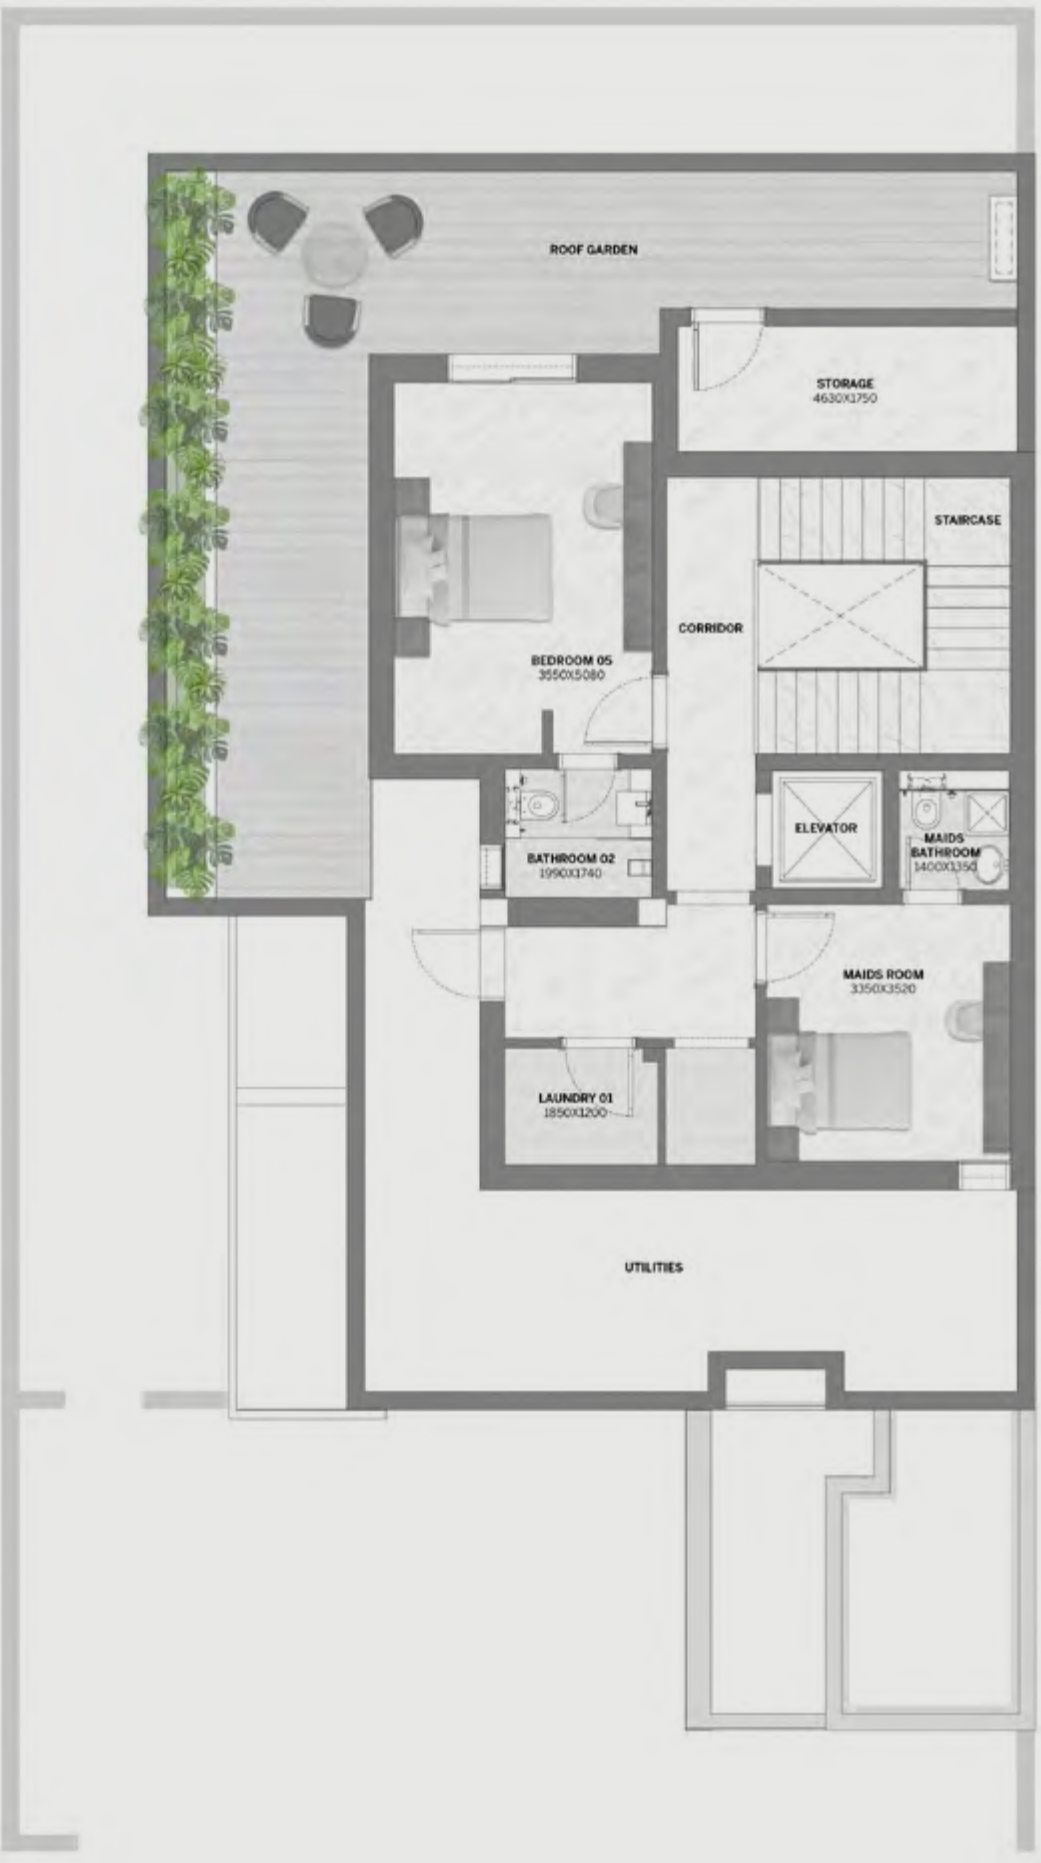 ROOF GARDEN
STORAGE
4630X1750
STAIRCASE
CORRIDOR
BEDROOM 05
3550X5080
ELEVATOR
MAIDS
BATHROOM
1400X1350
BATHROOM 02
1990X1740
MAIDS ROOM
3350X3520
LAUNDRY 01
1850X1200
UTILITIES